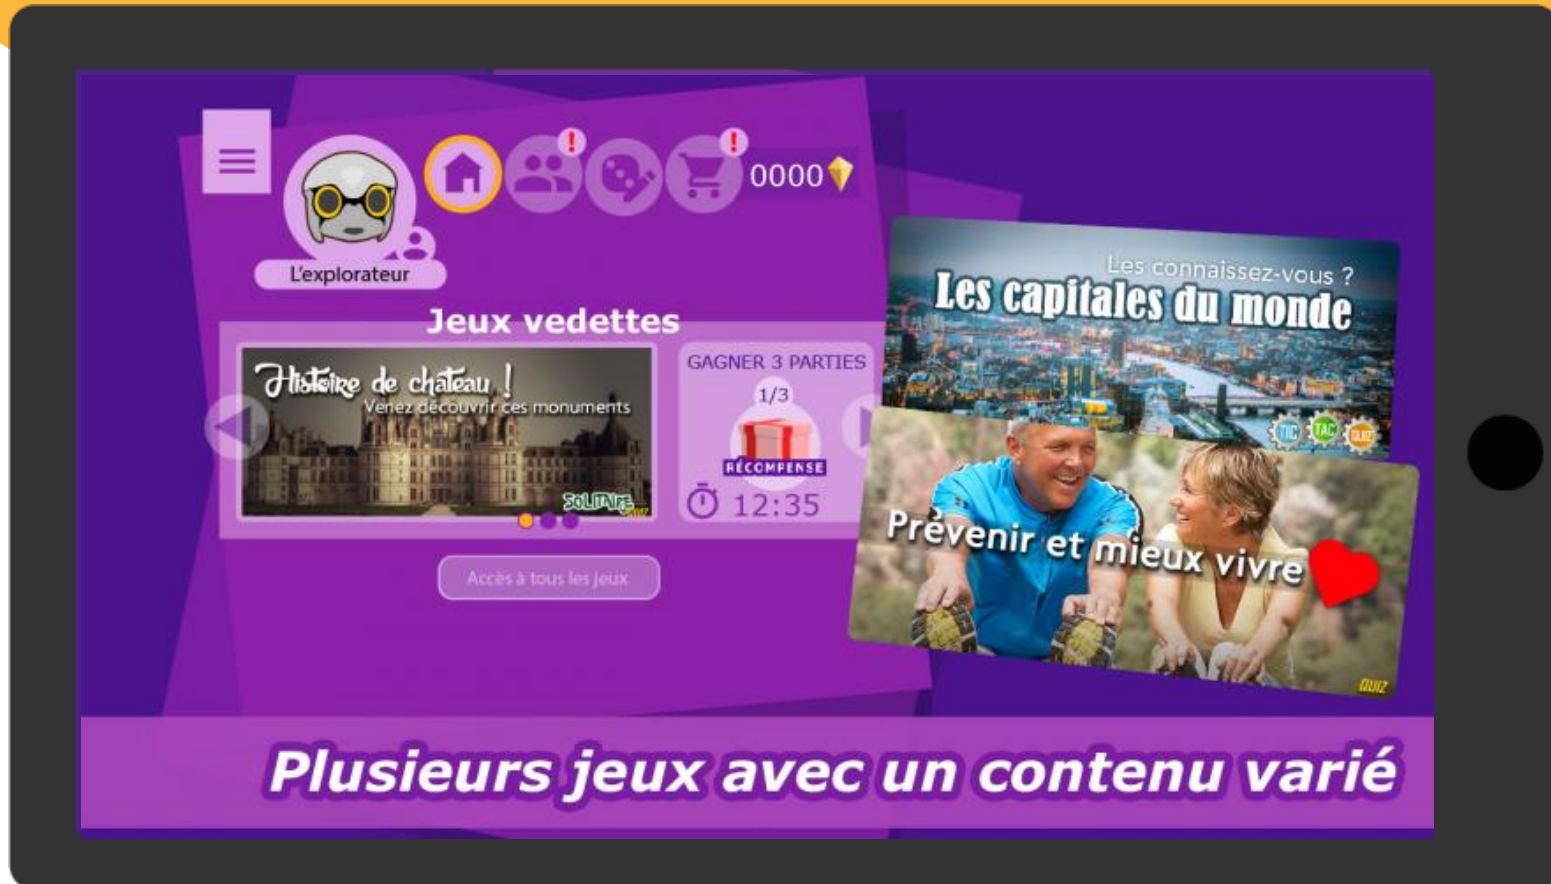 !
!
0000
L'explorateur
Jeux vedettes
Histoire de château !
Venez découvrir ces monuments
SOLITAIRE
QUIZ
GAGNER 3 PARTIES
1/3
RÉCOMPENSE
12:35
Accès à tous les jeux
Les connaissez-vous ?
Les capitales du monde
TIC TAC QUIZ
Prévenir et mieux vivre
QUIZ
Plusieurs jeux avec un contenu varié